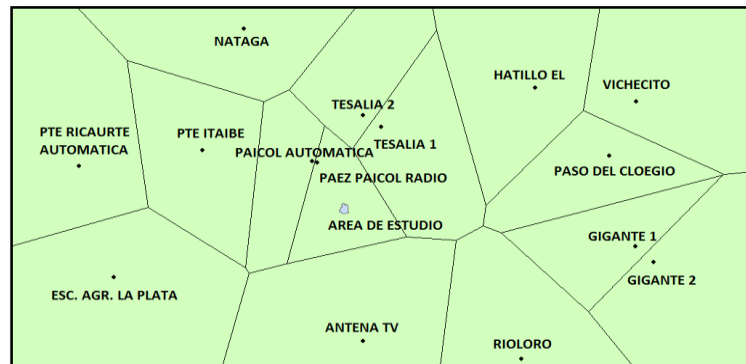 NATAGA
HATILLO EL
VICHECITO
TESALIA 2
PTE RICAURTE
AUTOMATICA
PTE ITAIBE
TESALIA 1
PAICOL AUTOMATICA
PASO DEL CLOEGIO
PAEZ PAICOL RADIO
AREA DE ESTUDIO
GIGANTE 1
GIGANTE 2
ESC. AGR. LA PLATA
ANTENA TV
RIOLORO